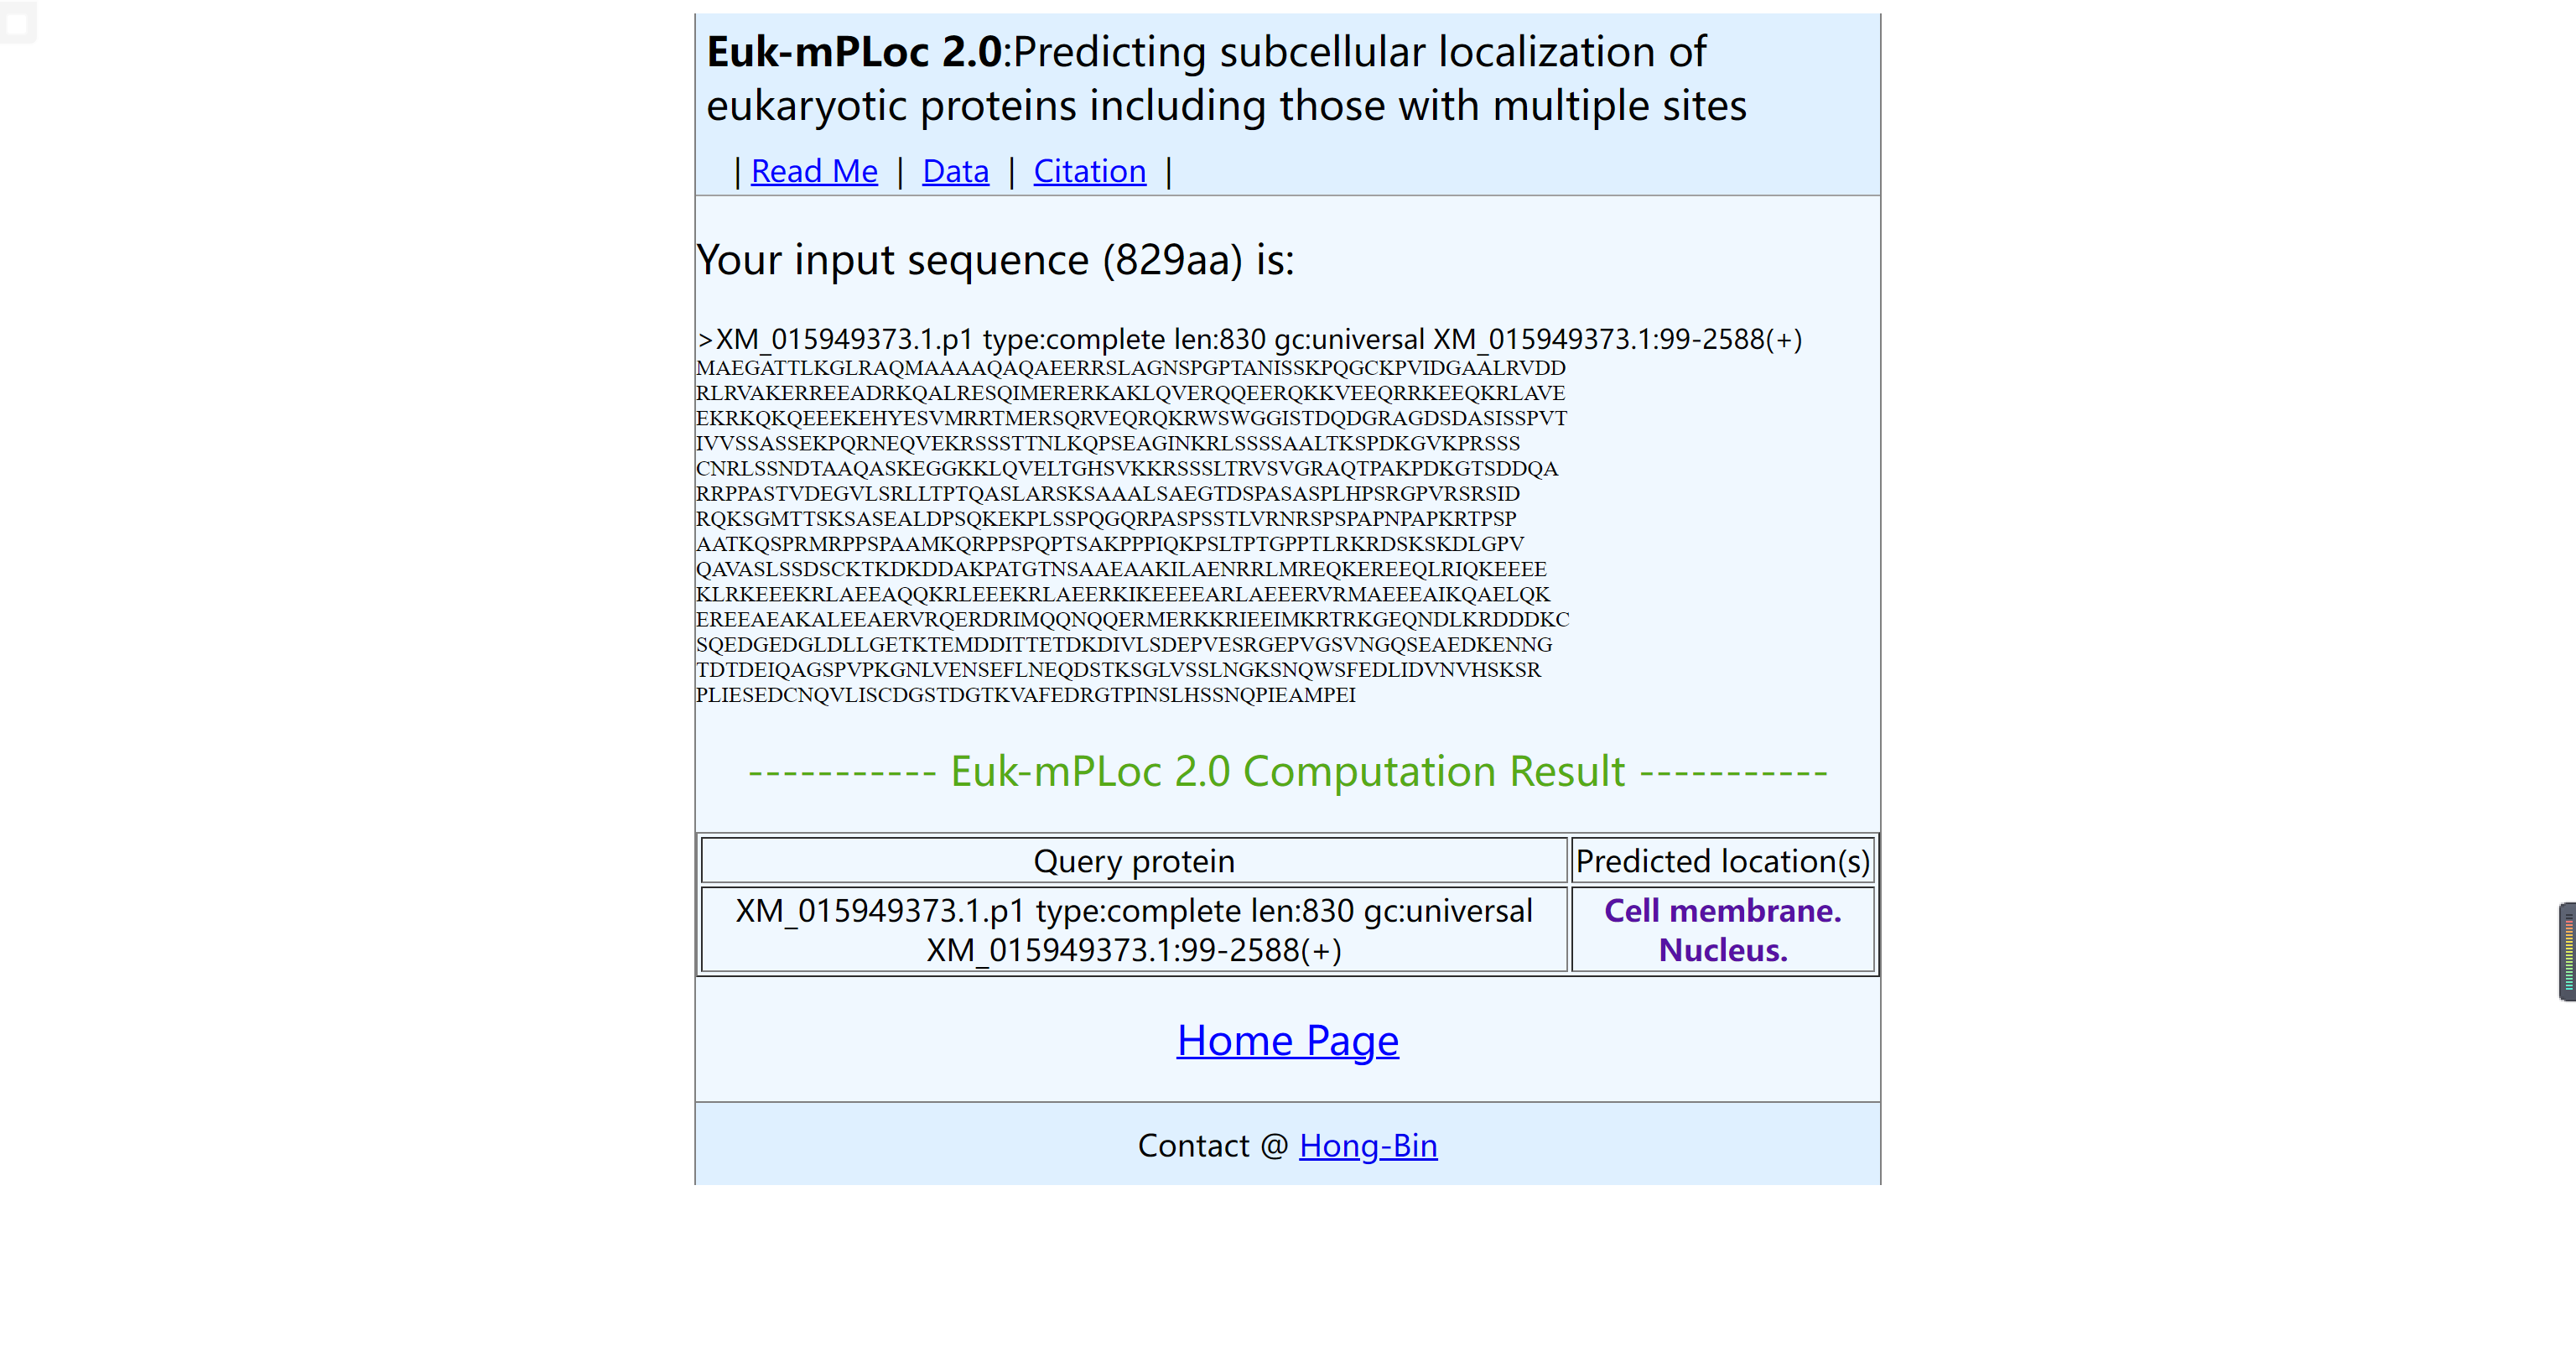 Euk-mPLoc 2.0:Predicting subcellular localization of
eukaryotic proteins including those with multiple sites
| Read Me | Data | Citation |
Your input sequence (829aa) is:
>XM_015949373.1.p1 type:complete len:830 gc:universal XM_015949373.1:99-2588(+)
MAEGATTLKGLRAQMAAAAQAQAEERRSLAGNSPGPTANISSKPQGCKPVIDGAALRVDD
RLRVAKERREEADRKQALRESQIMERERKAKLQVERQQEERQKKVEEQRRKEEQKRLAVE
EKRKQKQEEEKEHYESVMRRTMERSQRVEQRQKRWSWGGISTDQDGRAGDSDASISSPVT
IVVSSASSEKPQRNEQVEKRSSSTTNLKQPSEAGINKRLSSSSAALTKSPDKGVKPRSSS
CNRLSSNDTAAQASKEGGKKLQVELTGHSVKKRSSSLTRVSVGRAQTPAKPDKGTSDDQA
RRPPASTVDEGVLSRLLTPTQASLARSKSAAALSAEGTDSPASASPLHPSRGPVRSRSID
RQKSGMTTSKSASEALDPSQKEKPLSSPQGQRPASPSSTLVRNRSPSPAPNPAPKRTPSP
AATKQSPRMRPPSPAAMKQRPPSPQPTSAKPPPIQKPSLTPTGPPTLRKRDSKSKDLGPV
QAVASLSSDSCKTKDKDDAKPATGTNSAAEAAKILAENRRLMREQKEREEQLRIQKEEEE
KLRKEEEKRLAEEAQQKRLEEEKRLAEERKIKEEEEARLAEEERVRMAEEEAIKQAELQK
EREEAEAKALEEAERVRQERDRIMQQNQQERMERKKRIEEIMKRTRKGEQNDLKRDDDKC
SQEDGEDGLDLLGETKTEMDDITTETDKDIVLSDEPVESRGEPVGSVNGQSEAEDKENNG
TDTDEIQAGSPVPKGNLVENSEFLNEQDSTKSGLVSSLNGKSNQWSFEDLIDVNVHSKSR
PLIESEDCNQVLISCDGSTDGTKVAFEDRGTPINSLHSSNQPIEAMPEI
----------- Euk-mPLoc 2.0 Computation Result -----------
Query protein Predicted location(s)
XM_015949373.1.p1 type:complete len:830 gc:universal Cell membrane.
XM_015949373.1:99-2588(+) Nucleus.
Home Page
Contact @ Hong-Bin